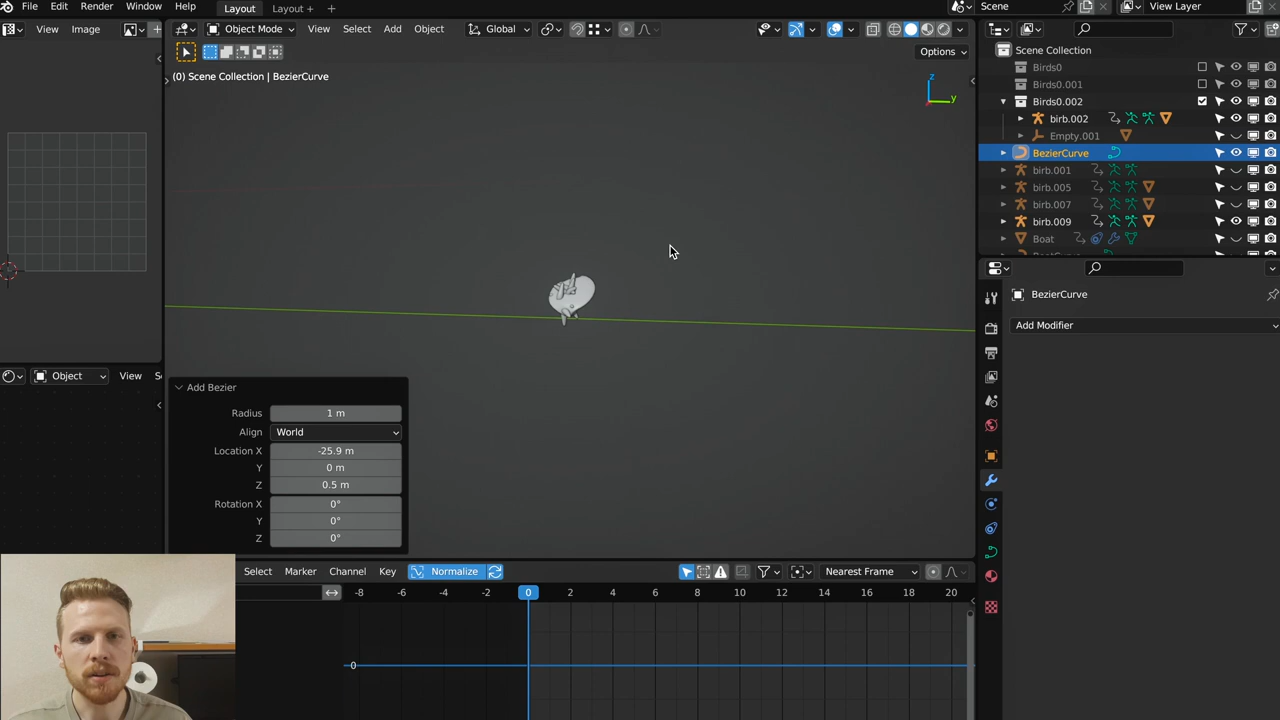 File Edit Render Window Help Layout Layout + + Scene View Layer
View Image Object Mode View Select Add Object Global
Options
(0) Scene Collection | BezierCurve
z
y
Scene Collection
Birds0
Birds0.001
Birds0.002
birb.002
Empty.001
BezierCurve
birb.001
birb.005
birb.007
birb.009
Boat
BezierCurve
Add Modifier
Object View
Add Bezier
Radius 1 m
Align World
Location X -25.9 m
Y 0 m
Z 0.5 m
Rotation X 0°
Y 0°
Z 0°
Select Marker Channel Key Normalize Nearest Frame
-8 -6 -4 -2 0 2 4 6 8 10 12 14 16 18 20
0